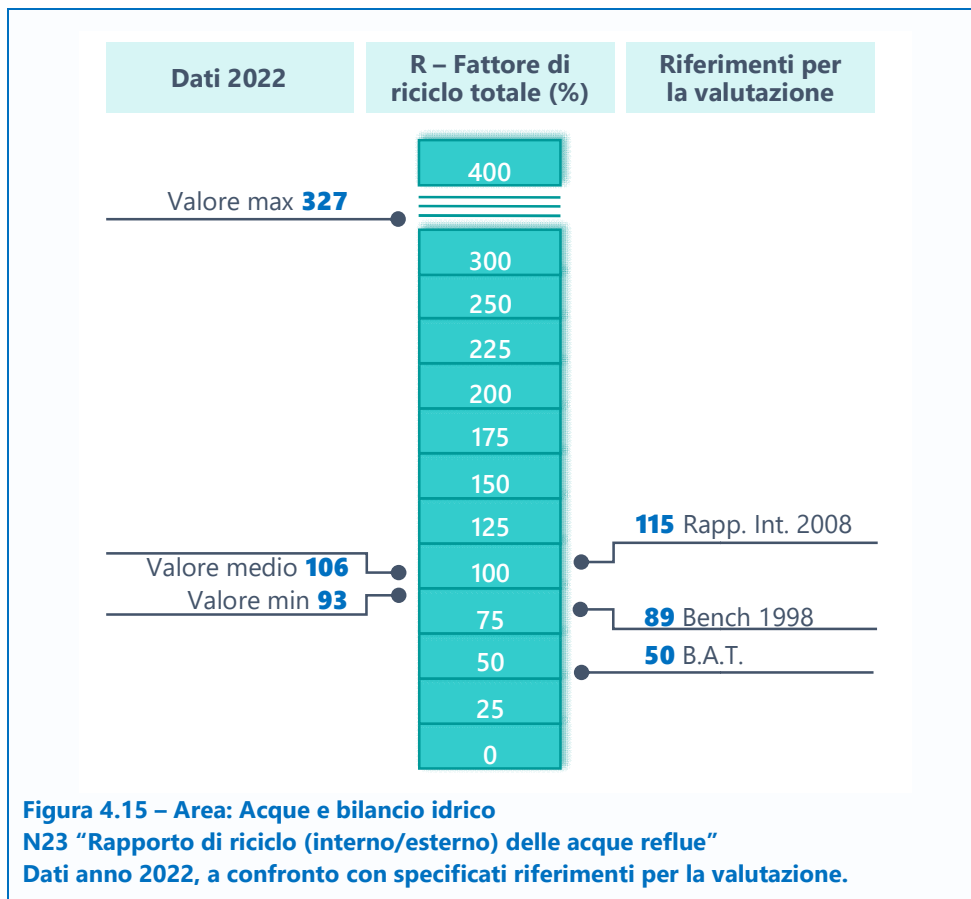 Dati 2022
R – Fattore di
riciclo totale (%)
Riferimenti per
la valutazione
400
Valore max 327
300
250
225
200
175
150
125
115 Rapp. Int. 2008
Valore medio 106
100
Valore min 93
75
89 Bench 1998
50
50 B.A.T.
25
0
Figura 4.15 – Area: Acque e bilancio idrico
N23 “Rapporto di riciclo (interno/esterno) delle acque reflue”
Dati anno 2022, a confronto con specificati riferimenti per la valutazione.